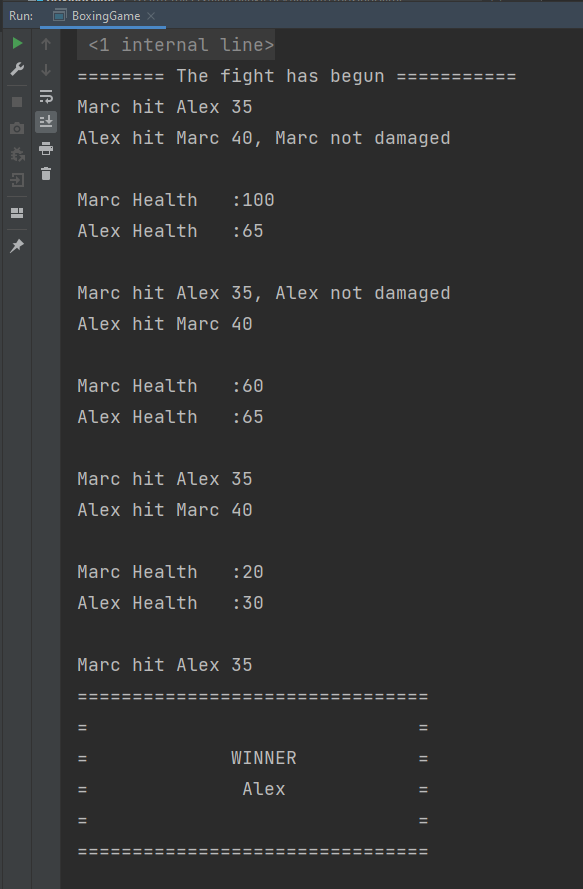 Run: BoxingGame ×
<1 internal line>
======== The fight has begun ===========
Marc hit Alex 35
Alex hit Marc 40, Marc not damaged
Marc Health   :100
Alex Health   :65
Marc hit Alex 35, Alex not damaged
Alex hit Marc 40
Marc Health   :60
Alex Health   :65
Marc hit Alex 35
Alex hit Marc 40
Marc Health   :20
Alex Health   :30
Marc hit Alex 35
================================
=                              =
=             WINNER           =
=              Alex            =
=                              =
================================